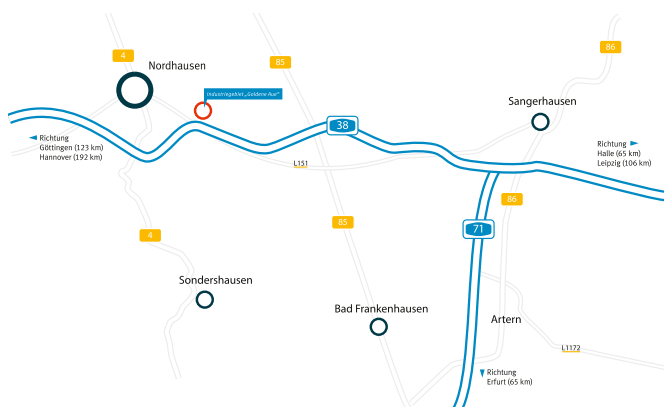 86
4
85
Nordhausen
Industriegebiet „Goldene Aue“
Sangerhausen
38
Richtung
Göttingen (123 km)
Hannover (192 km)
Richtung
Halle (65 km)
Leipzig (106 km)
L151
86
85
71
4
Sondershausen
Bad Frankenhausen
Artern
L1172
Richtung
Erfurt (65 km)